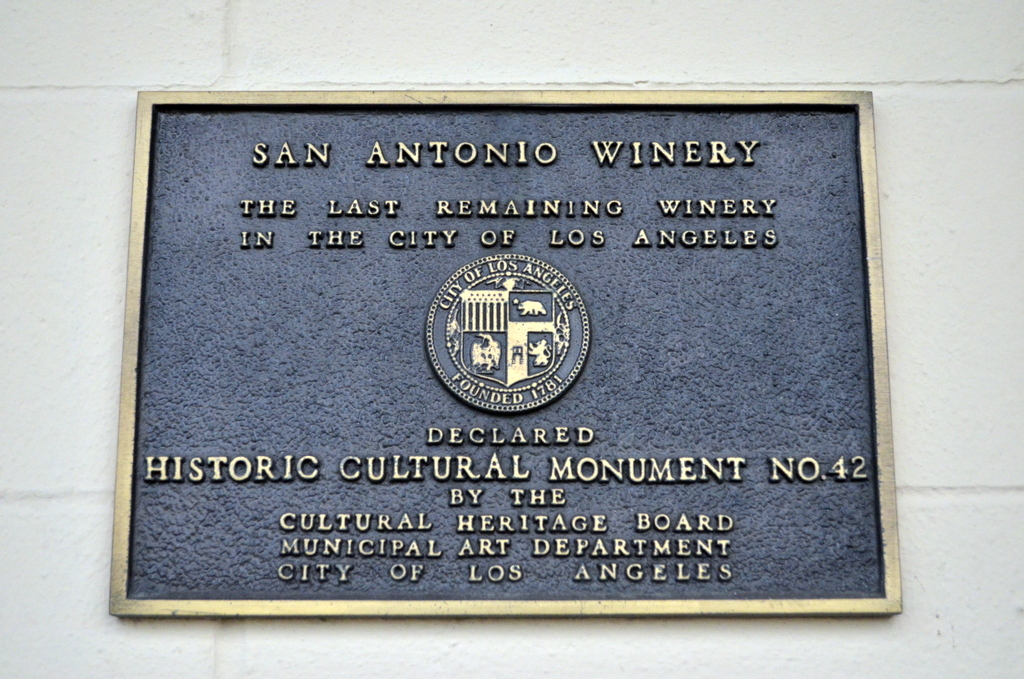 SAN ANTONIO WINERY
THE LAST REMAINING WINERY
IN THE CITY OF LOS ANGELES
CITY OF LOS ANGELES
FOUNDED 1781
DECLARED
HISTORIC CULTURAL MONUMENT NO.42
BY THE
CULTURAL HERITAGE BOARD
MUNICIPAL ART DEPARTMENT
CITY OF LOS ANGELES